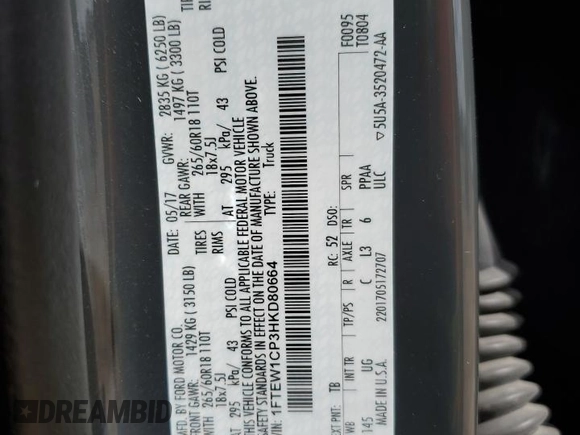 MFD. BY FORD MOTOR CO.
DATE: 05/17 GVWR: 2835 KG ( 6250 LB)
FRONT GAWR: 1429 KG ( 3150 LB) REAR GAWR: 1497 KG ( 3300 LB)
265/60R18 110T TIRES WITH 265/60R18 110T
18x7.5J RIMS 18x7.5J
AT 295 kPa/ 43 PSI COLD AT 295 kPa/ 43 PSI COLD
THIS VEHICLE CONFORMS TO ALL APPLICABLE FEDERAL MOTOR VEHICLE
SAFETY STANDARDS IN EFFECT ON THE DATE OF MANUFACTURE SHOWN ABOVE.
VIN: 1FTEW1CP3HKD80664 TYPE: Truck
F0095
T0804
EXT PNT: TB RC: 52 DSO:
WB INT TR TP/PS R AXLE TR SPR
145 UG C L3 6 PPAA
ULC
MADE IN U.S.A. 2201705172707 ▽5U5A-3520472-AA
DREAMBID